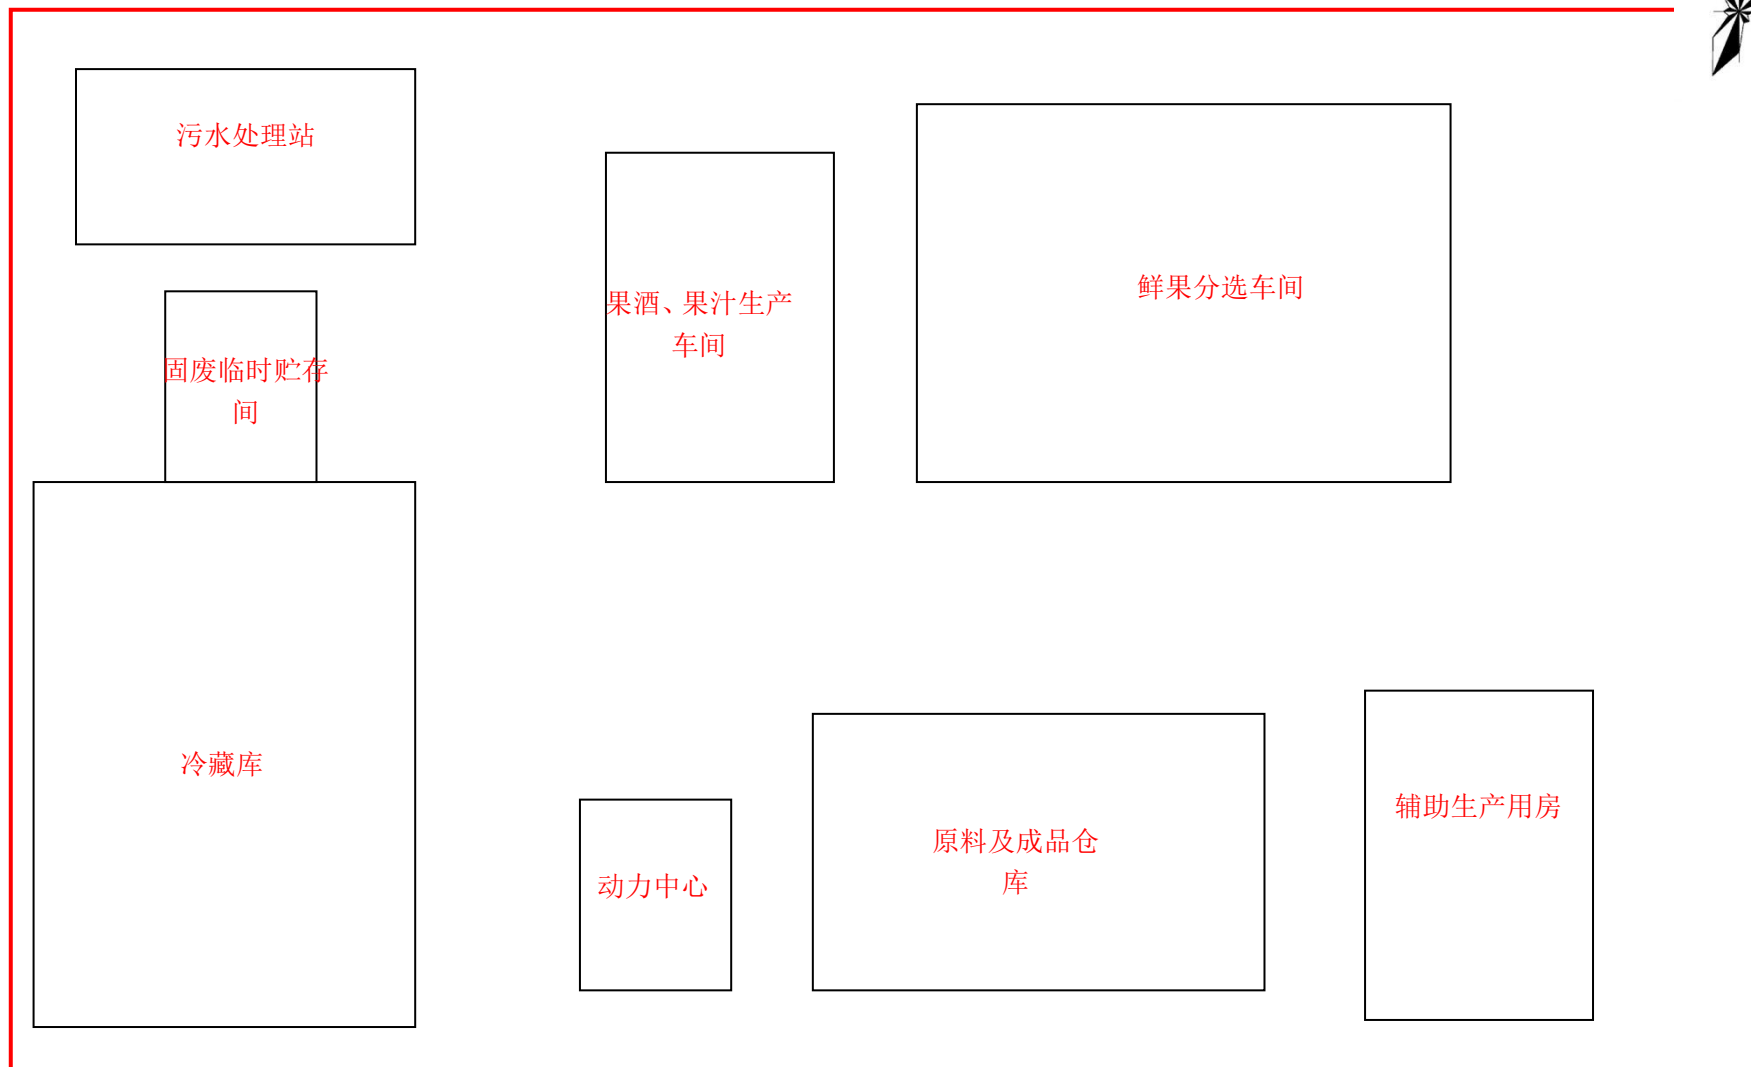 污水处理站
果酒、果汁生产
车间
鲜果分选车间
固废临时贮存
间
冷藏库
动力中心
原料及成品仓
库
辅助生产用房